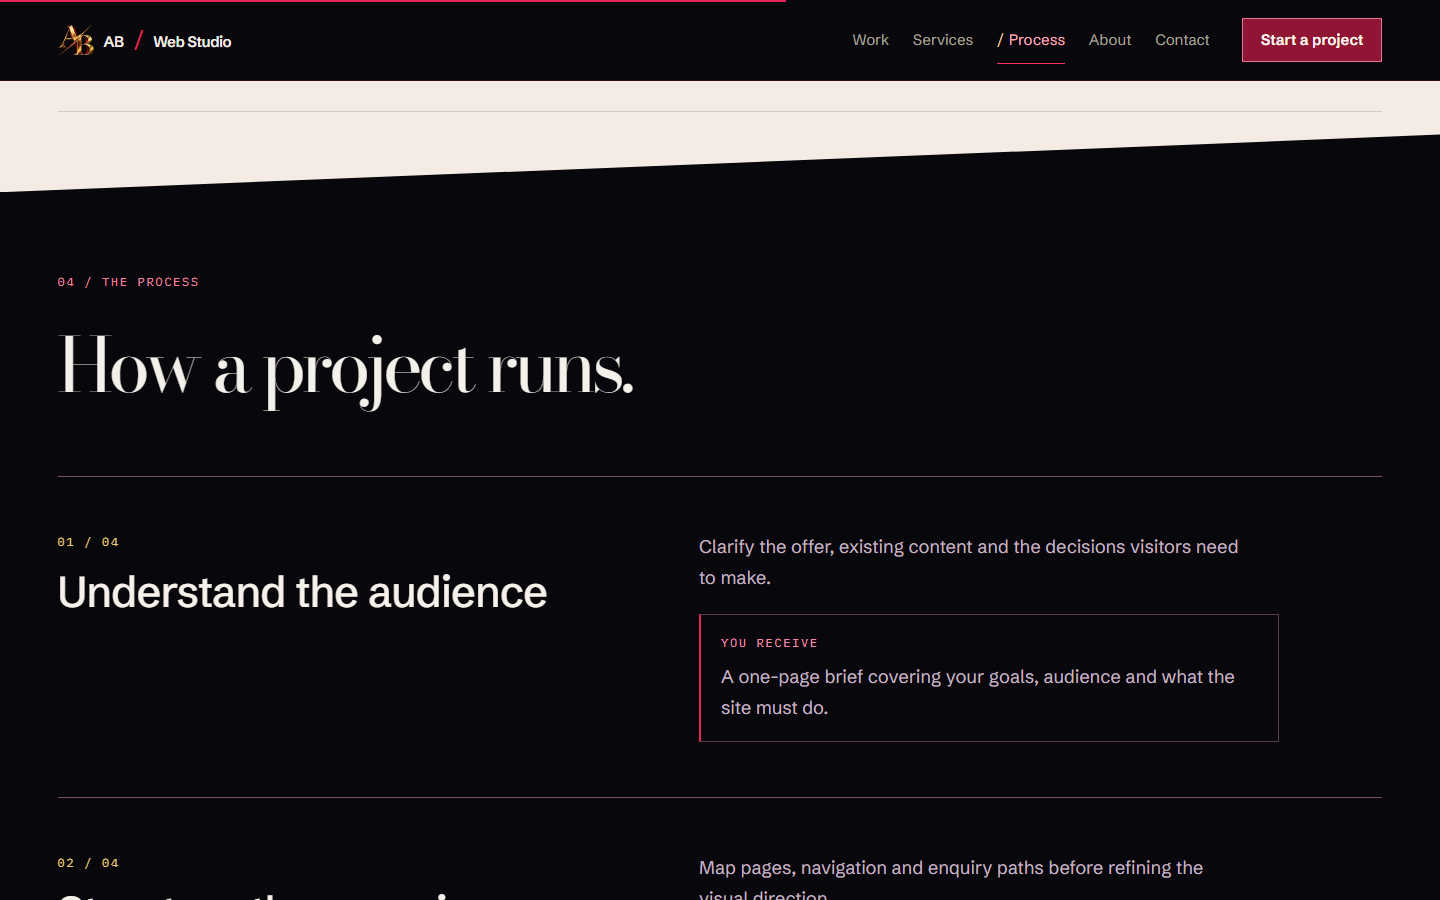 AB
AB / Web Studio
Work
Services
/ Process
About
Contact
Start a project
04 / THE PROCESS
How a project runs.
01 / 04
Understand the audience
Clarify the offer, existing content and the decisions visitors need
to make.
YOU RECEIVE
A one-page brief covering your goals, audience and what the
site must do.
02 / 04
Map pages, navigation and enquiry paths before refining the
visual direction